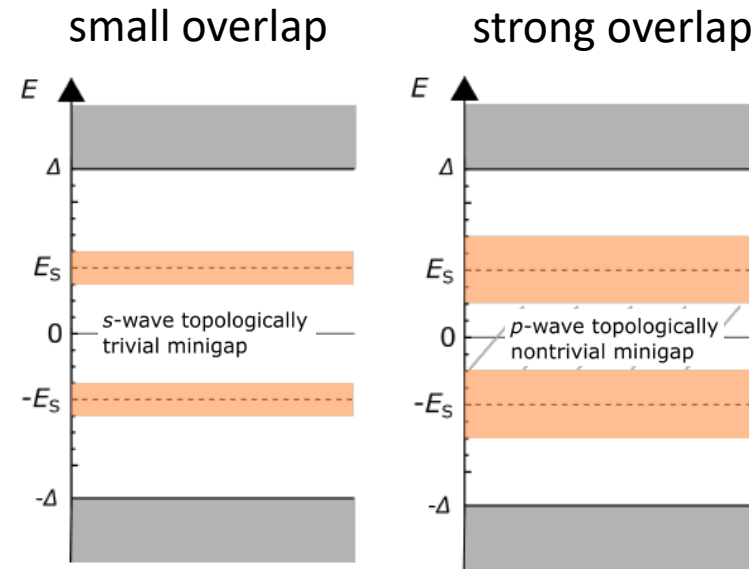 small overlap
strong overlap
E
Δ
E_S
s-wave topologically
0
trivial minigap
-E_S
-Δ
E
Δ
E_S
p-wave topologically
0
nontrivial minigap
-E_S
-Δ